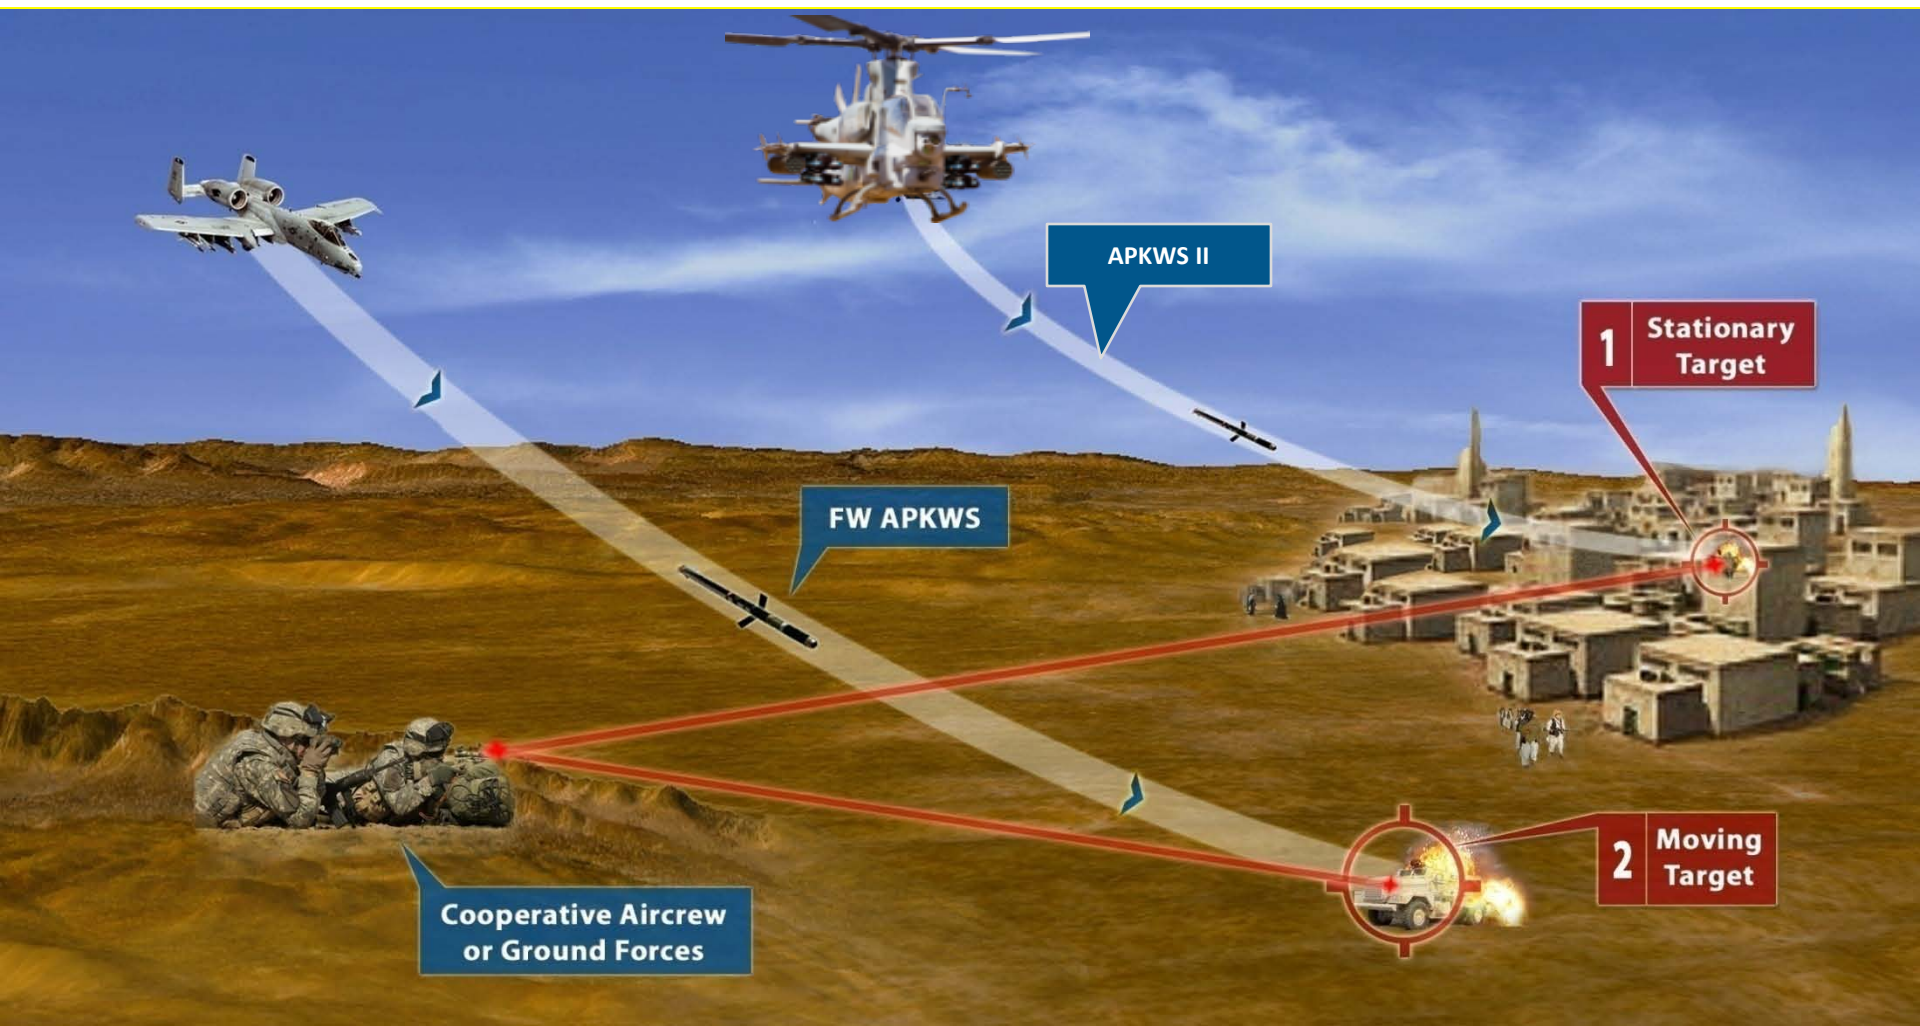 APKWS II
1
Stationary
Target
FW APKWS
2
Moving
Target
Cooperative Aircrew
or Ground Forces